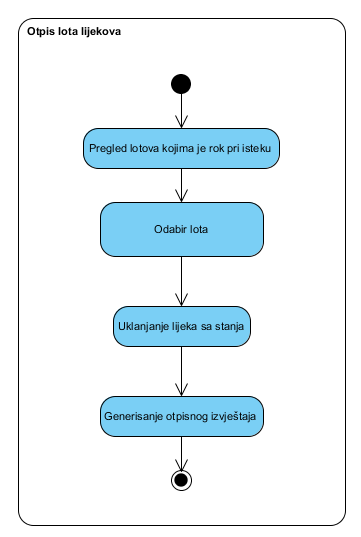 Otpis lota lijekova
Pregled lotova kojima je rok pri isteku
Odabir lota
Uklanjanje lijeka sa stanja
Generisanje otpisnog izvještaja